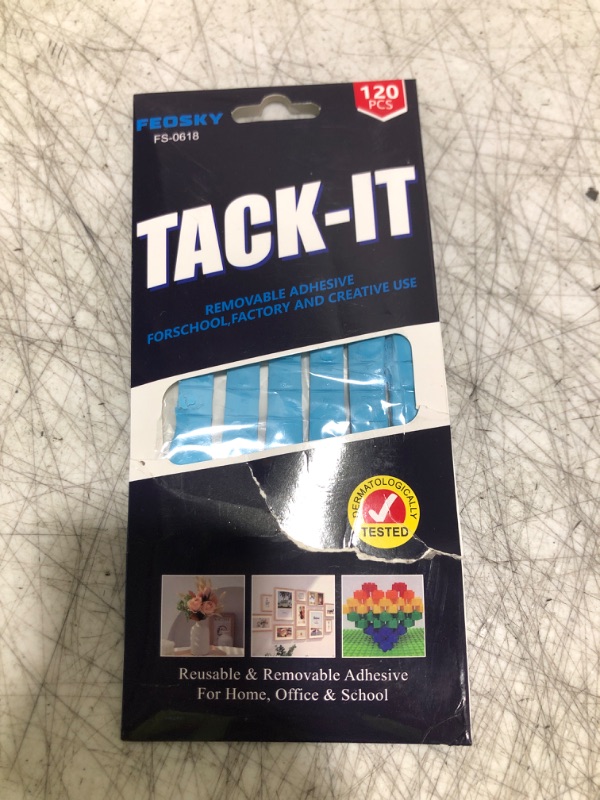 120
PCS
FEOSKY
FS-0618
TACK-IT
REMOVABLE ADHESIVE
FORSCHOOL,FACTORY AND CREATIVE USE
DERMATOLOGICALLY
TESTED
Reusable & Removable Adhesive
For Home, Office & School